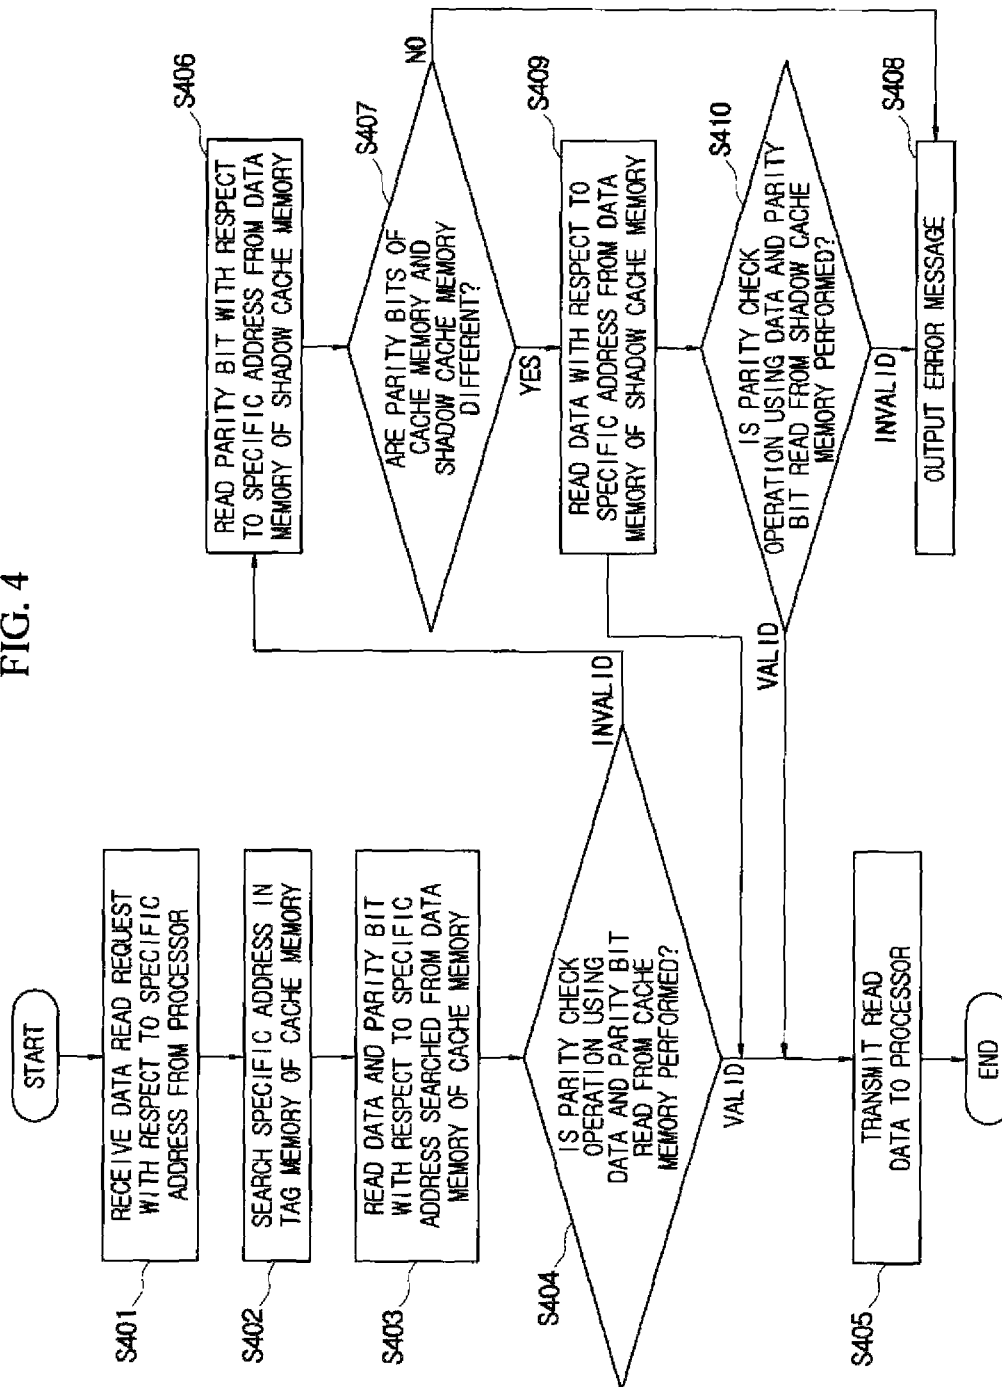 FIG. 4
START
RECEIVE DATA READ REQUEST
WITH RESPECT TO SPECIFIC
ADDRESS FROM PROCESSOR
S401
SEARCH SPECIFIC ADDRESS IN
TAG MEMORY OF CACHE MEMORY
S402
READ DATA AND PARITY BIT
WITH RESPECT TO SPECIFIC
ADDRESS SEARCHED FROM DATA
MEMORY OF CACHE MEMORY
S403
IS PARITY CHECK
OPERATION USING
DATA AND PARITY BIT
READ FROM CACHE
MEMORY PERFORMED?
S404
INVALID
VALID
TRANSMIT READ
DATA TO PROCESSOR
S405
END
READ PARITY BIT WITH RESPECT
TO SPECIFIC ADDRESS FROM DATA
MEMORY OF SHADOW CACHE MEMORY
S406
ARE PARITY BITS OF
CACHE MEMORY AND
SHADOW CACHE MEMORY
DIFFERENT?
S407
NO
YES
READ DATA WITH RESPECT TO
SPECIFIC ADDRESS FROM DATA
MEMORY OF SHADOW CACHE MEMORY
S409
IS PARITY CHECK
OPERATION USING DATA AND PARITY
BIT READ FROM SHADOW CACHE
MEMORY PERFORMED?
S410
VALID
INVALID
OUTPUT ERROR MESSAGE
S408